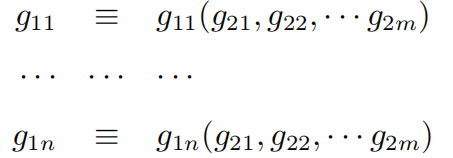 g₁₁ ≡ g₁₁(g₂₁, g₂₂, ⋯ g₂ₘ)
⋯ ⋯ ⋯
g₁ₙ ≡ g₁ₙ(g₂₁, g₂₂, ⋯ g₂ₘ)